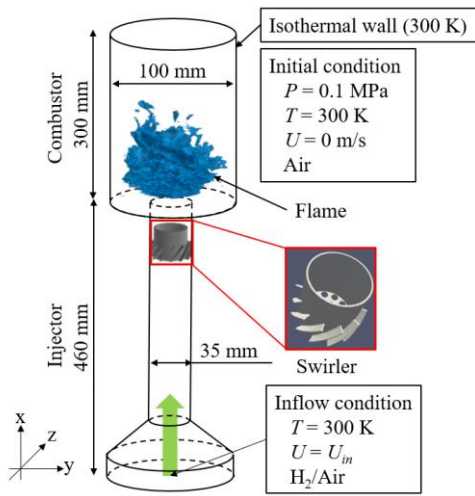 Isothermal wall (300 K)
100 mm
Combustor
300 mm
Initial condition
P = 0.1 MPa
T = 300 K
U = 0 m/s
Air
Flame
Injector
460 mm
35 mm
Swirler
Inflow condition
T = 300 K
U = U_in
H₂/Air
x
z
y